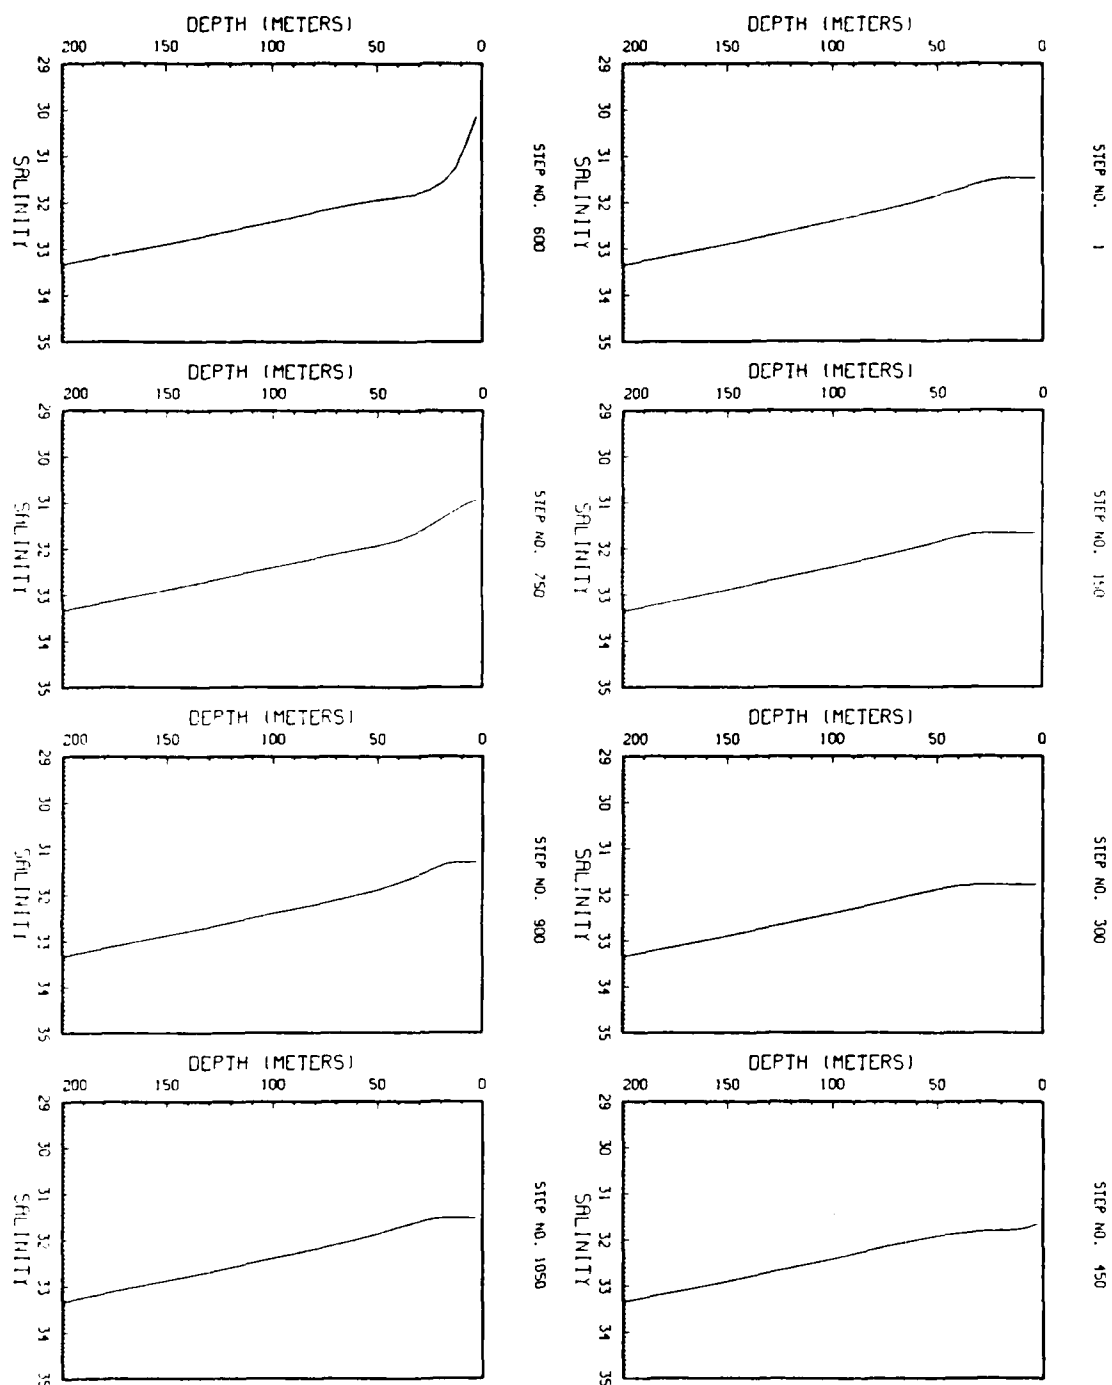 DEPTH (METERS)
200 150 100 50 0
29 30 31 32 33 34 35
SALINITY
STEP NO. 600
DEPTH (METERS)
200 150 100 50 0
29 30 31 32 33 34 35
SALINITY
STEP NO. 1
DEPTH (METERS)
200 150 100 50 0
29 30 31 32 33 34 35
SALINITY
STEP NO. 750
DEPTH (METERS)
200 150 100 50 0
29 30 31 32 33 34 35
SALINITY
STEP NO. 150
DEPTH (METERS)
200 150 100 50 0
29 30 31 32 33 34 35
SALINITY
STEP NO. 900
DEPTH (METERS)
200 150 100 50 0
29 30 31 32 33 34 35
SALINITY
STEP NO. 300
DEPTH (METERS)
200 150 100 50 0
29 30 31 32 33 34 35
SALINITY
STEP NO. 1050
DEPTH (METERS)
200 150 100 50 0
29 30 31 32 33 34 35
SALINITY
STEP NO. 450